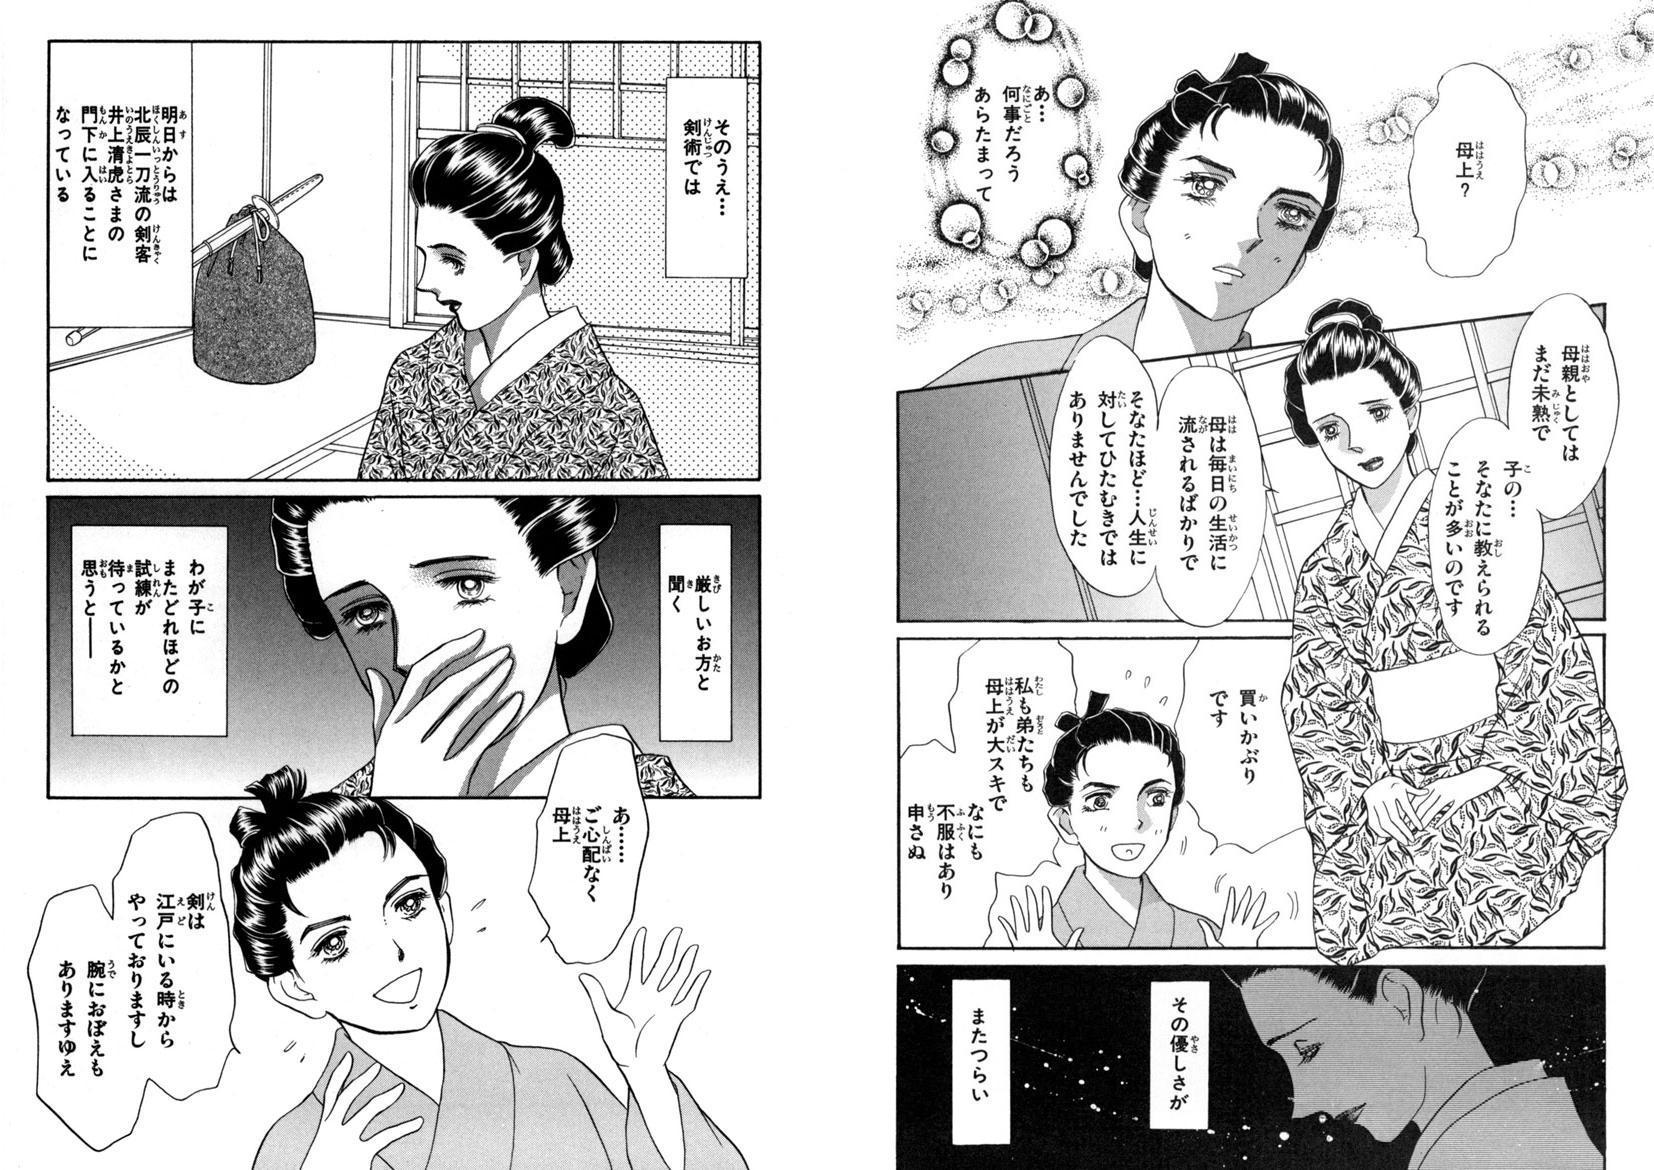 母上?
あ…
何事だろう
あらたまって
母親としては
まだ未熟で
子の…
そなたに教えられる
ことが多いのです
母は毎日の生活に
流されるばかりで
そなたほど…人生に
対してひたむきでは
ありませんでした
買いかぶり
です
私も弟たちも
母上が大スキで
なにも
不服はあり
申さぬ
その優しさが
またつらい
そのうえ…
剣術では
明日からは
北辰一刀流の剣客
井上清虎さまの
門下に入ることに
なっている
厳しいお方と
聞く
わが子に
またどれほどの
試練が
待っているかと
思うと――
あ……
ご心配なく
母上
剣は
江戸にいる時から
やっておりますし
腕におぼえも
ありますゆえ